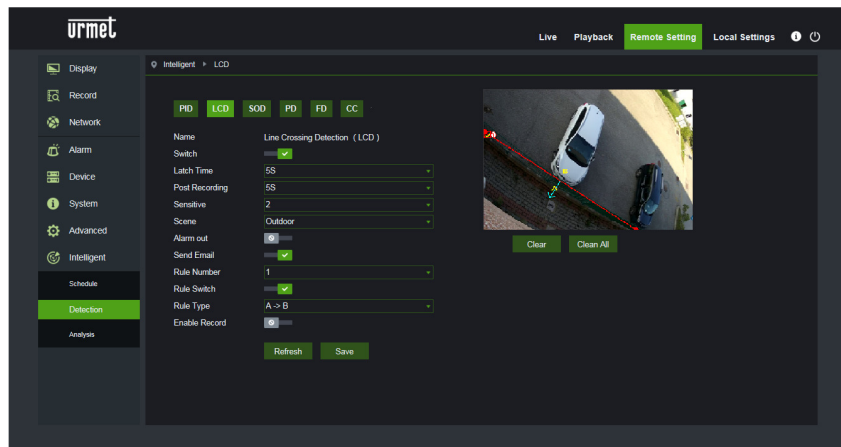 urmet
Live Playback Remote Setting Local Settings
Display
Record
Network
Alarm
Device
System
Advanced
Intelligent
Schedule
Detection
Analysis
Intelligent LCD
PID LCD SOD PD FD CC
Name Line Crossing Detection ( LCD )
Switch
Latch Time 5S
Post Recording 5S
Sensitive 2
Scene Outdoor
Alarm out
Send Email
Rule Number 1
Rule Switch
Rule Type A -> B
Enable Record
Refresh Save
Clear Clean All